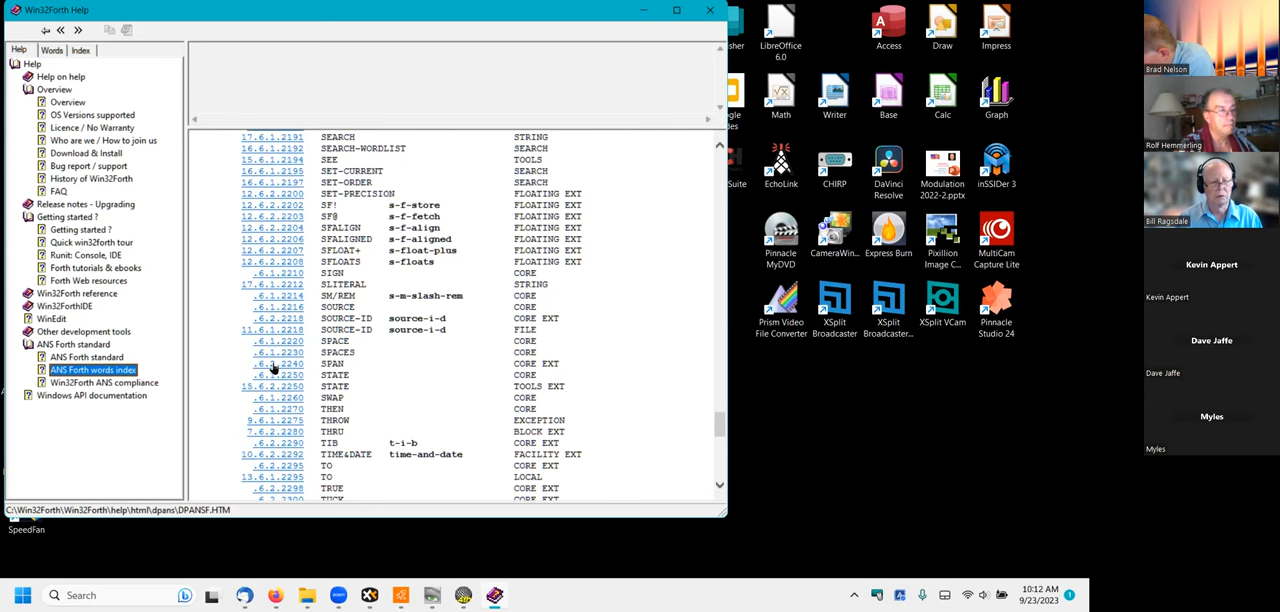 Win32Forth Help
Help
Words
Index
Help
Help on help
Overview
Overview
OS Versions supported
Licence / No Warranty
Who are we / How to join us
Download & Install
Bug report / support
History of Win32Forth
FAQ
Release notes - Upgrading
Getting started ?
Getting started ?
Quick win32forth tour
Runit: Console, IDE
Forth tutorials & ebooks
Forth Web resources
Win32Forth reference
Win32ForthIDE
WinEdit
Other development tools
ANS Forth standard
ANS Forth standard
ANS Forth words index
Win32Forth ANS compliance
Windows API documentation
17.6.1.2191 SEARCH STRING
16.6.1.2192 SEARCH-WORDLIST SEARCH
15.6.1.2194 SEE TOOLS
16.6.1.2195 SET-CURRENT SEARCH
16.6.1.2197 SET-ORDER SEARCH
12.6.2.2200 SET-PRECISION FLOATING EXT
12.6.2.2202 SF! s-f-store FLOATING EXT
12.6.2.2203 SF@ s-f-fetch FLOATING EXT
12.6.2.2204 SFALIGN s-f-align FLOATING EXT
12.6.2.2206 SFALIGNED s-f-aligned FLOATING EXT
12.6.2.2207 SFLOAT+ s-float-plus FLOATING EXT
12.6.2.2208 SFLOATS s-floats FLOATING EXT
.6.1.2210 SIGN CORE
17.6.1.2212 SLITERAL STRING
.6.1.2214 SM/REM s-m-slash-rem CORE
.6.1.2216 SOURCE CORE
.6.2.2218 SOURCE-ID source-i-d CORE EXT
11.6.1.2218 SOURCE-ID source-i-d FILE
.6.1.2220 SPACE CORE
.6.1.2230 SPACES CORE
.6.2.2240 SPAN CORE EXT
.6.1.2250 STATE CORE
15.6.2.2250 STATE TOOLS EXT
.6.1.2260 SWAP CORE
.6.1.2270 THEN CORE
9.6.1.2275 THROW EXCEPTION
7.6.2.2280 THRU BLOCK EXT
.6.2.2290 TIB t-i-b CORE EXT
10.6.2.2292 TIME&DATE time-and-date FACILITY EXT
.6.2.2295 TO CORE EXT
13.6.1.2295 TO LOCAL
.6.2.2298 TRUE CORE EXT
.6.2.2300 TUCK CORE EXT
C:\Win32Forth\Win32Forth\help\html\dpans\DPANSF.HTM
SpeedFan
LibreOffice 6.0
Access
Draw
Impress
Math
Writer
Base
Calc
Graph
Suite
EchoLink
CHIRP
DaVinci Resolve
Modulation 2022-2.pptx
inSSIDer 3
Pinnacle MyDVD
CameraWin...
Express Burn
Pixillion Image C...
MultiCam Capture Lite
Prism Video File Converter
XSplit Broadcaster
XSplit Broadcaster...
XSplit VCam
Pinnacle Studio 24
Brad Nelson
Rolf Hemmerling
Bill Ragsdale
Kevin Appert
Kevin Appert
Dave Jaffe
Dave Jaffe
Myles
Myles
Search
zoom
10:12 AM
9/23/2023
1